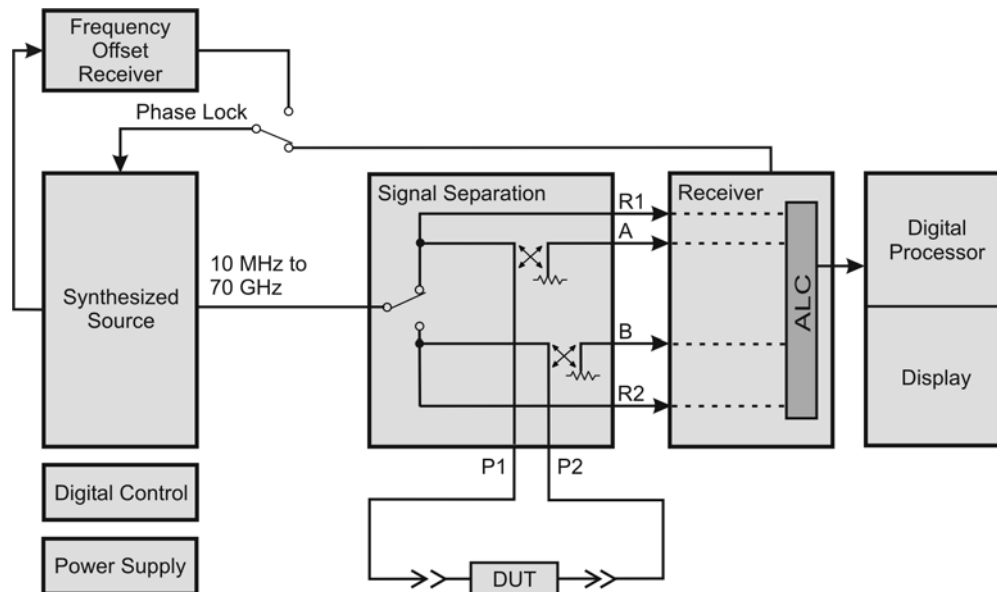 Frequency
Offset
Receiver
Phase Lock
Signal Separation
R1
Receiver
A
10 MHz to
70 GHz
Synthesized
Source
ALC
Digital
Processor
B
Display
R2
P1
P2
Digital Control
Power Supply
DUT